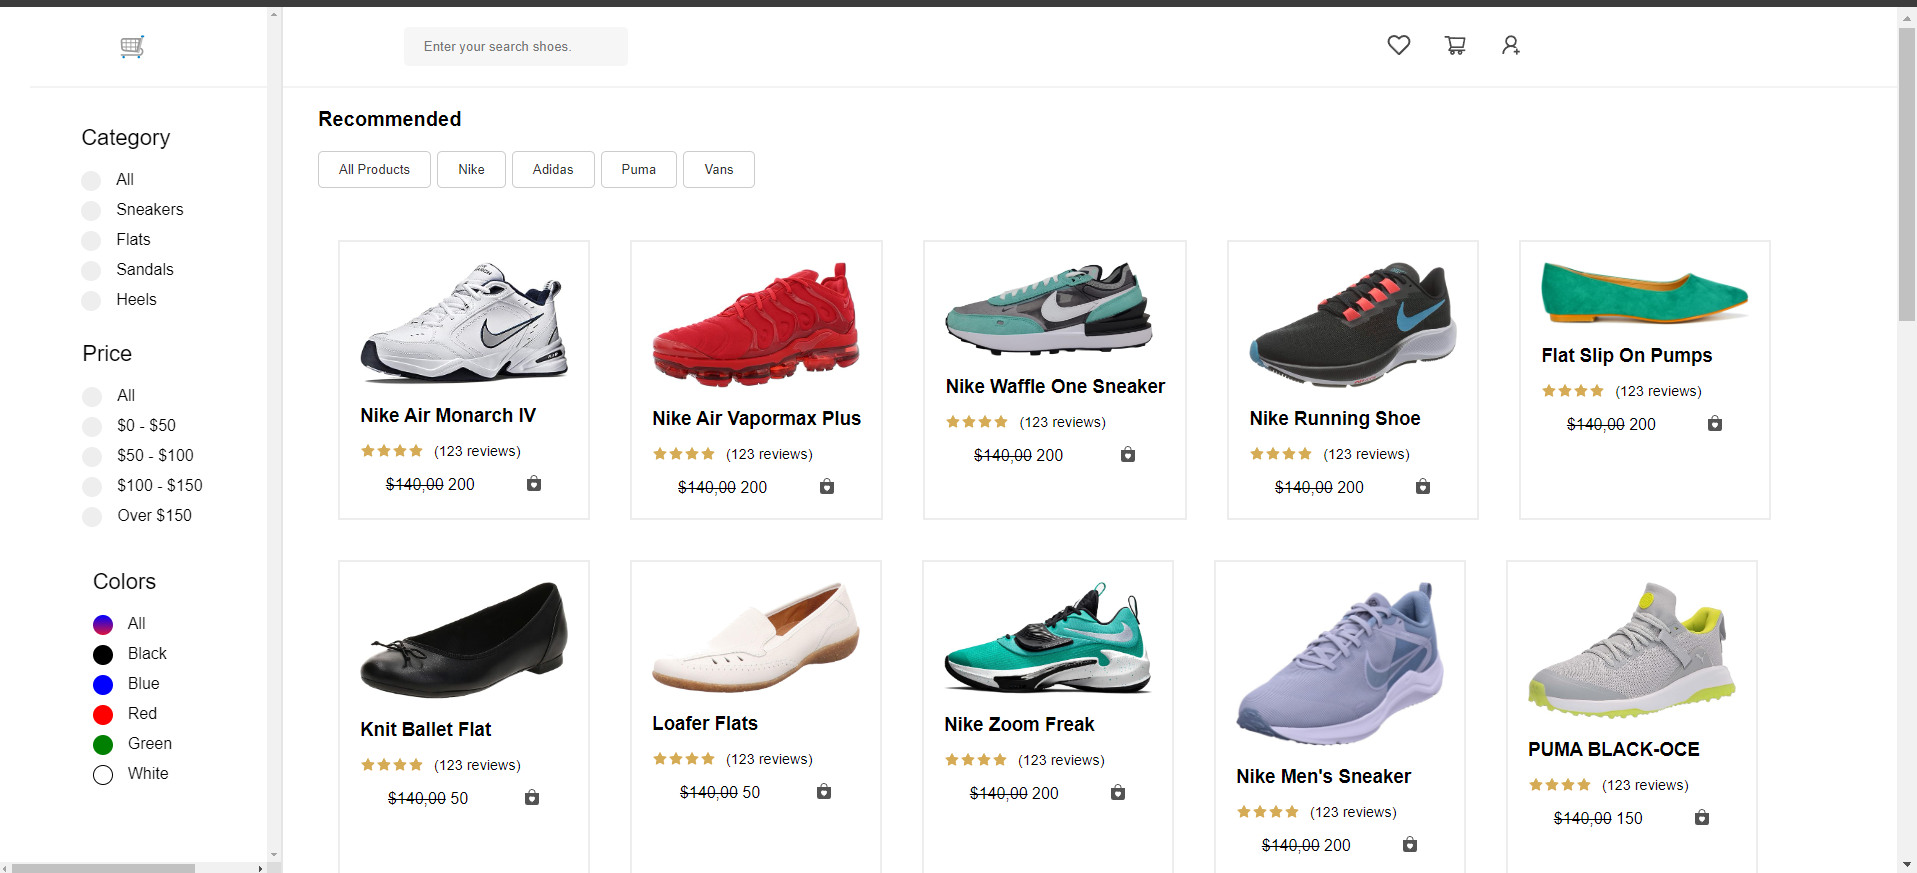 Enter your search shoes.
Category
All
Sneakers
Flats
Sandals
Heels
Price
All
$0 - $50
$50 - $100
$100 - $150
Over $150
Colors
All
Black
Blue
Red
Green
White
Recommended
All Products
Nike
Adidas
Puma
Vans
Nike Air Monarch IV
(123 reviews)
$140,00 200
Nike Air Vapormax Plus
(123 reviews)
$140,00 200
Nike Waffle One Sneaker
(123 reviews)
$140,00 200
Nike Running Shoe
(123 reviews)
$140,00 200
Flat Slip On Pumps
(123 reviews)
$140,00 200
Knit Ballet Flat
(123 reviews)
$140,00 50
Loafer Flats
(123 reviews)
$140,00 50
Nike Zoom Freak
(123 reviews)
$140,00 200
Nike Men's Sneaker
(123 reviews)
$140,00 200
PUMA BLACK-OCE
(123 reviews)
$140,00 150